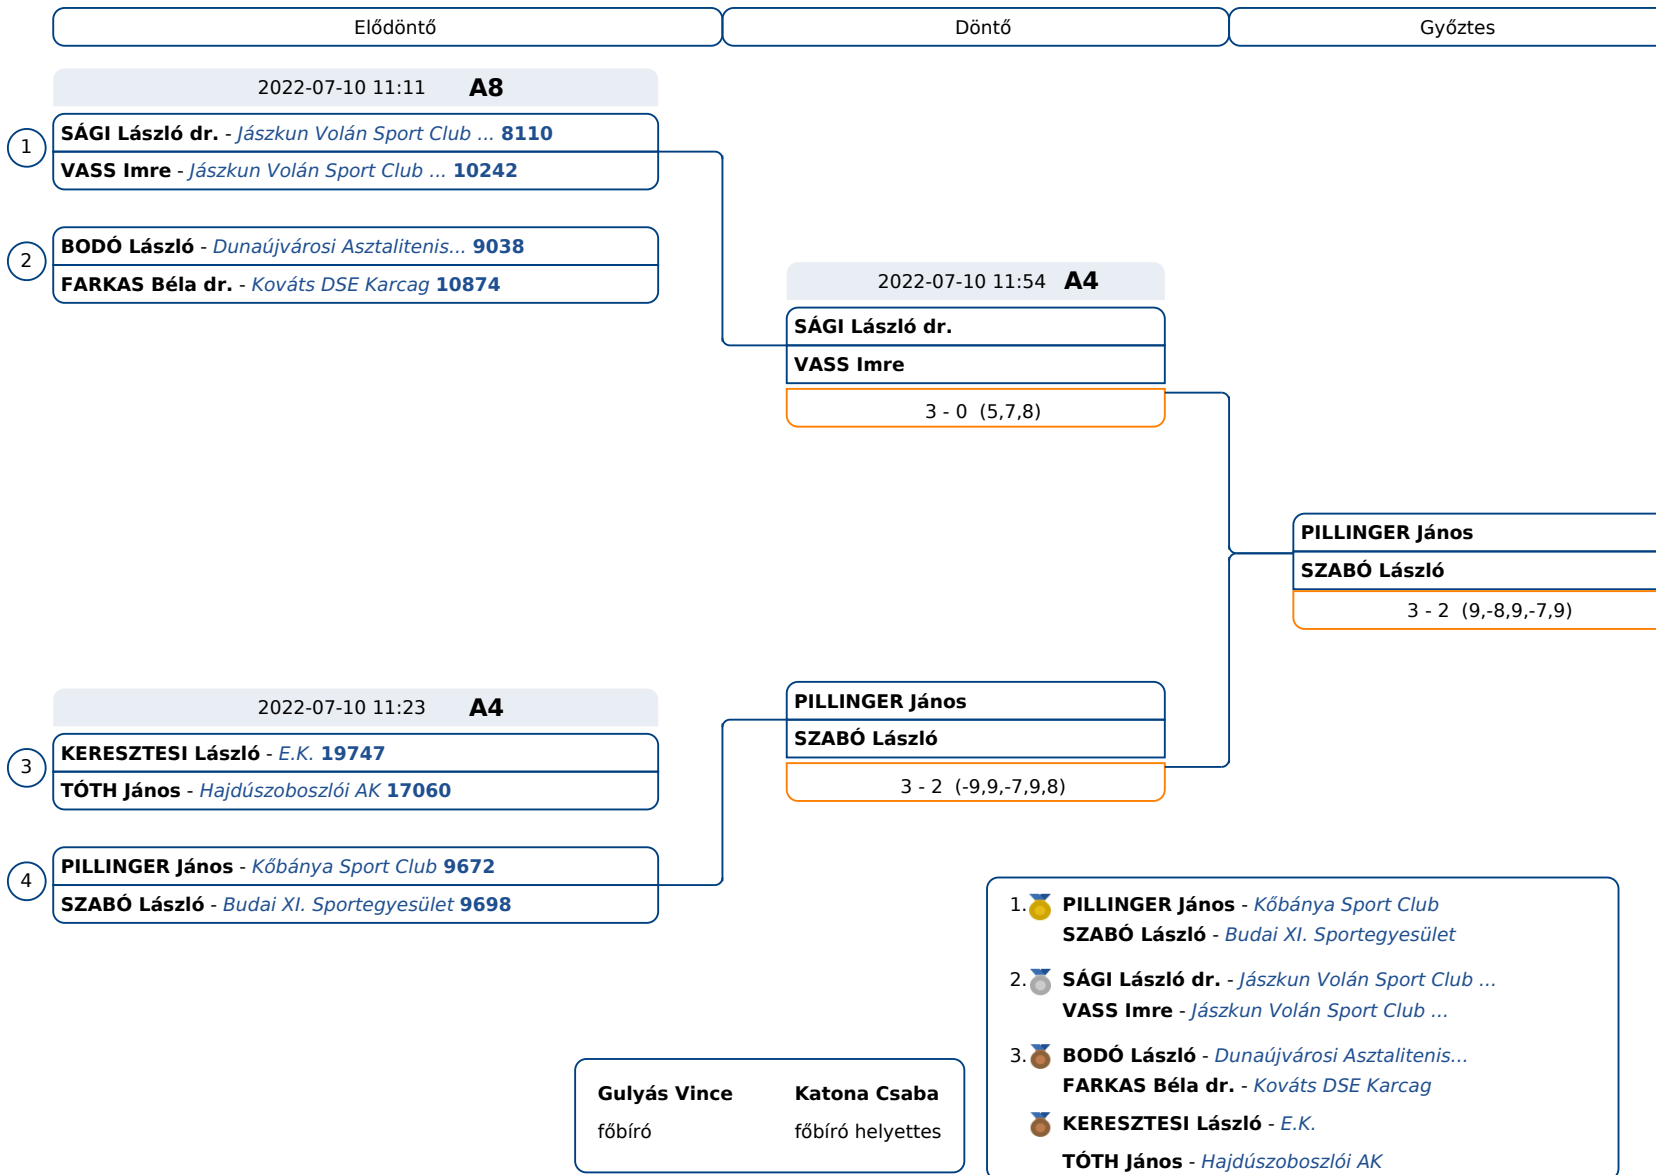 Elődöntő
Döntő
Győztes
2022-07-10 11:11 A8
1
SÁGI László dr. - Jászkun Volán Sport Club ... 8110
VASS Imre - Jászkun Volán Sport Club ... 10242
2
BODÓ László - Dunaújvárosi Asztalitenis... 9038
FARKAS Béla dr. - Kováts DSE Karcag 10874
2022-07-10 11:54 A4
SÁGI László dr.
VASS Imre
3 - 0 (5,7,8)
PILLINGER János
SZABÓ László
3 - 2 (9,-8,9,-7,9)
2022-07-10 11:23 A4
3
KERESZTESI László - E.K. 19747
TÓTH János - Hajdúszoboszlói AK 17060
4
PILLINGER János - Kőbánya Sport Club 9672
SZABÓ László - Budai XI. Sportegyesület 9698
PILLINGER János
SZABÓ László
3 - 2 (-9,9,-7,9,8)
1. PILLINGER János - Kőbánya Sport Club
SZABÓ László - Budai XI. Sportegyesület
2. SÁGI László dr. - Jászkun Volán Sport Club ...
VASS Imre - Jászkun Volán Sport Club ...
3. BODÓ László - Dunaújvárosi Asztalitenis...
FARKAS Béla dr. - Kováts DSE Karcag
KERESZTESI László - E.K.
TÓTH János - Hajdúszoboszlói AK
Gulyás Vince Katona Csaba
főbíró főbíró helyettes